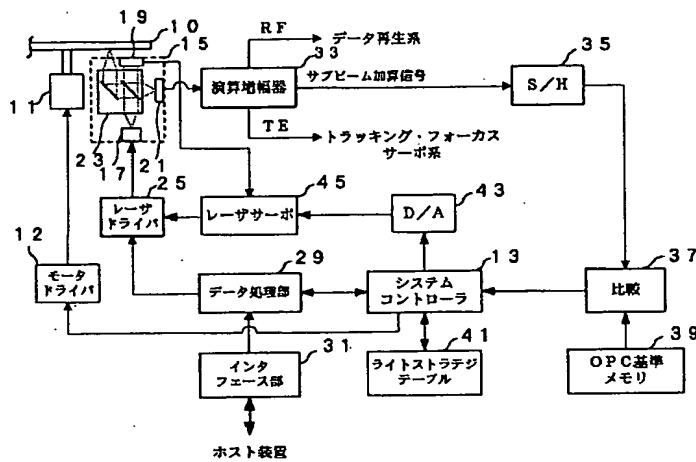 10
19
15
RF
データ再生系
33
35
11
演算増幅器
サブビーム加算信号
S/H
TE
トラッキング・フォーカス
サーボ系
23
17
21
25
45
43
レーザ
ドライバ
レーザサーボ
D/A
12
29
13
37
モータ
ドライバ
データ処理部
システム
コントローラ
比較
31
41
39
インタ
フェース部
ライトストラテジ
テーブル
OPC基準
メモリ
ホスト装置